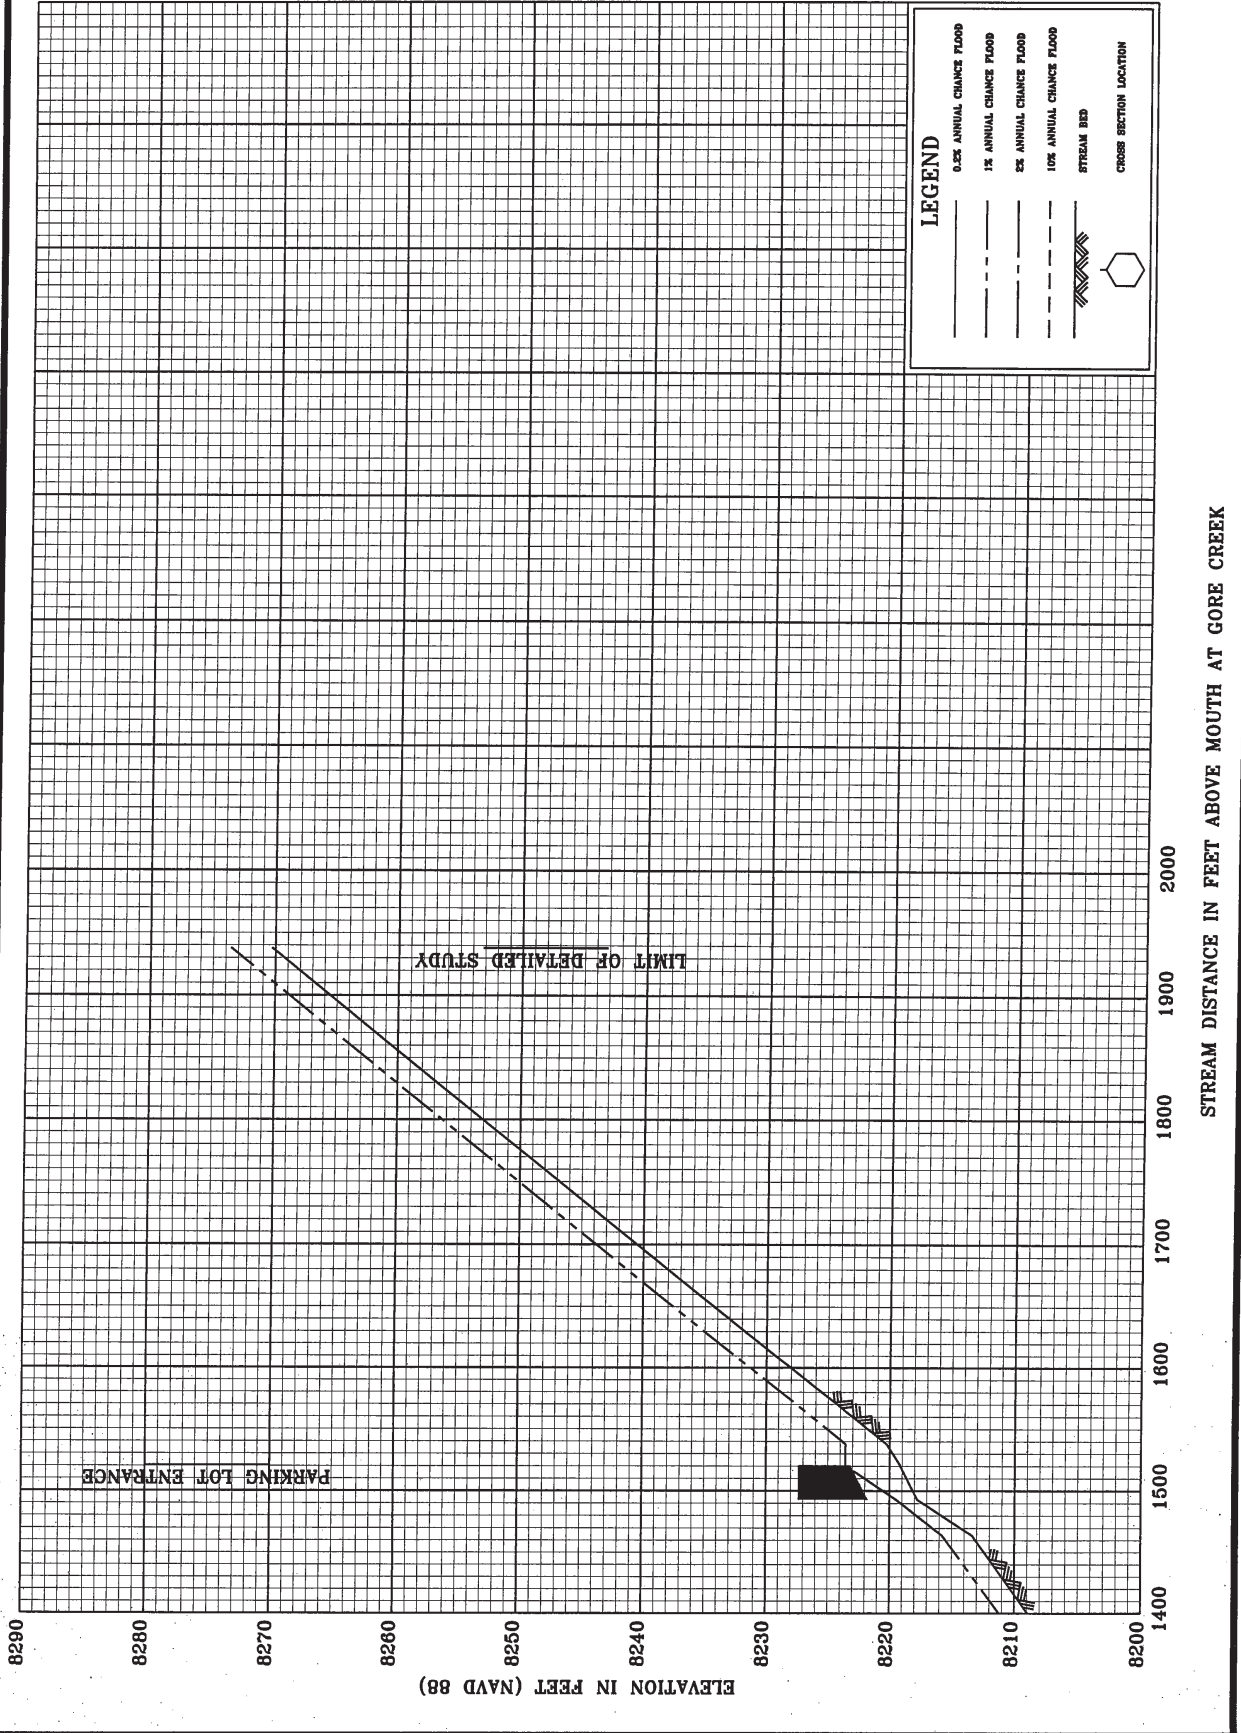 8290
8280
8270
8260
8250
8240
8230
8220
8210
8200
ELEVATION IN FEET (NAVD 88)
PARKING LOT ENTRANCE
LIMIT OF DETAILED STUDY
1400
1500
1600
1700
1800
1900
2000
STREAM DISTANCE IN FEET ABOVE MOUTH AT GORE CREEK
LEGEND
0.2% ANNUAL CHANCE FLOOD
1% ANNUAL CHANCE FLOOD
2% ANNUAL CHANCE FLOOD
10% ANNUAL CHANCE FLOOD
STREAM BED
CROSS SECTION LOCATION